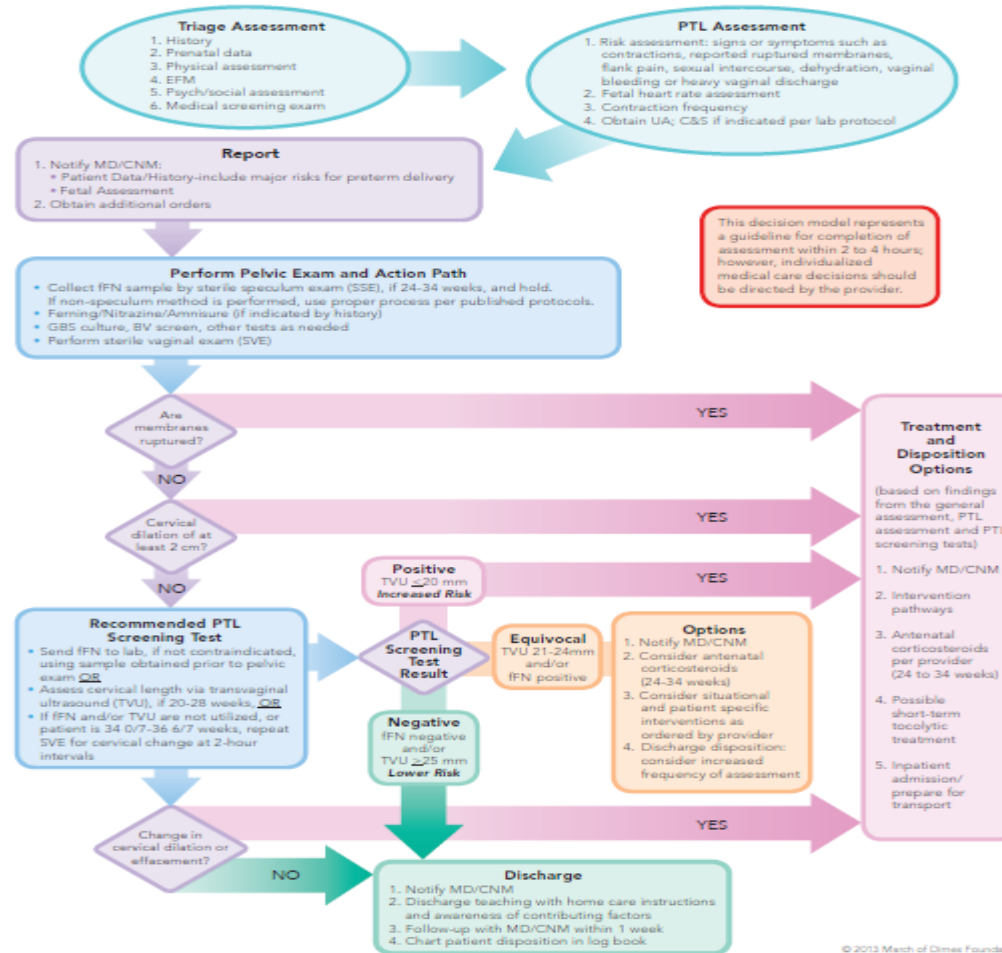 Triage Assessment
1. History
2. Prenatal data
3. Physical assessment
4. EFM
5. Psych/social assessment
6. Medical screening exam
PTL Assessment
1. Risk assessment: signs or symptoms such as
contractions, reported ruptured membranes,
flank pain, sexual intercourse, dehydration, vaginal
bleeding or heavy vaginal discharge
2. Fetal heart rate assessment
3. Contraction frequency
4. Obtain UA; C&S if indicated per lab protocol
Report
1. Notify MD/CNM:
• Patient Data/History-include major risks for preterm delivery
• Fetal Assessment
2. Obtain additional orders
This decision model represents
a guideline for completion of
assessment within 2 to 4 hours;
however, individualized
medical care decisions should
be directed by the provider.
Perform Pelvic Exam and Action Path
• Collect fFN sample by sterile speculum exam (SSE), if 24-34 weeks, and hold.
If non-speculum method is performed, use proper process per published protocols.
• Ferning/Nitrazine/Amnisure (if indicated by history)
• GBS culture, BV screen, other tests as needed
• Perform sterile vaginal exam (SVE)
Are
membranes
ruptured?
YES
NO
Cervical
dilation of at
least 2 cm?
YES
NO
Treatment
and
Disposition
Options
(based on findings
from the general
assessment, PTL
assessment and PTL
screening tests)
1. Notify MD/CNM
2. Intervention
pathways
3. Antenatal
corticosteroids
per provider
(24 to 34 weeks)
4. Possible
short-term
tocolytic
treatment
5. Inpatient
admission/
prepare for
transport
Recommended PTL
Screening Test
• Send fFN to lab, if not contraindicated,
using sample obtained prior to pelvic
exam OR
• Assess cervical length via transvaginal
ultrasound (TVU), if 20-28 weeks, OR
• If fFN and/or TVU are not utilized, or
patient is 34 0/7-36 6/7 weeks, repeat
SVE for cervical change at 2-hour
intervals
Positive
TVU ≤20 mm
Increased Risk
YES
PTL
Screening
Test
Result
Equivocal
TVU 21-24mm
and/or
fFN positive
Options
1. Notify MD/CNM
2. Consider antenatal
corticosteroids
(24-34 weeks)
3. Consider situational
and patient specific
interventions as
ordered by provider
4. Discharge disposition:
consider increased
frequency of assessment
Negative
fFN negative
and/or
TVU ≥25 mm
Lower Risk
Change in
cervical dilation or
effacement?
YES
NO
Discharge
1. Notify MD/CNM
2. Discharge teaching with home care instructions
and awareness of contributing factors
3. Follow-up with MD/CNM within 1 week
4. Chart patient disposition in log book
© 2013 March of Dimes Founda